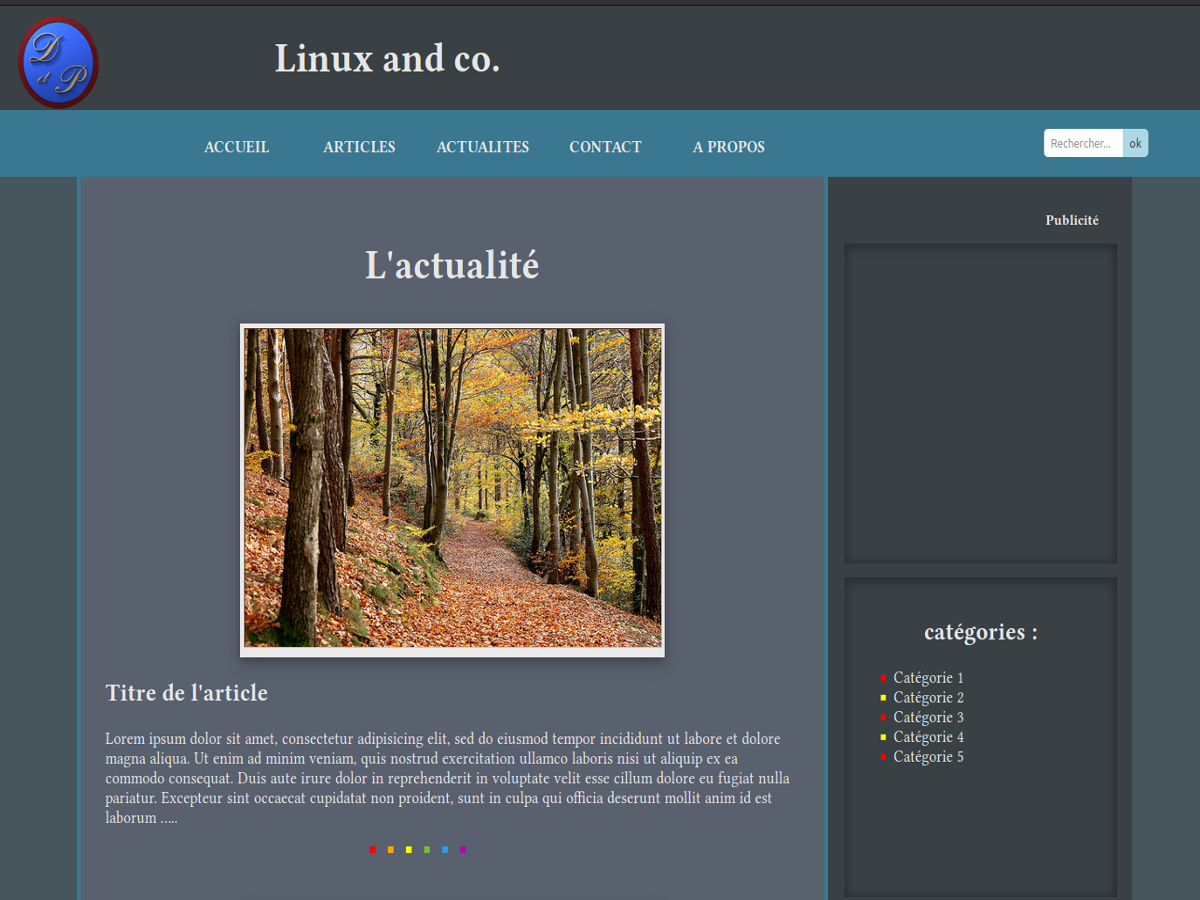 D
et P
Linux and co.
ACCUEIL ARTICLES ACTUALITES CONTACT A PROPOS
Rechercher... ok
L'actualité
Titre de l'article
Lorem ipsum dolor sit amet, consectetur adipisicing elit, sed do eiusmod tempor incididunt ut labore et dolore
magna aliqua. Ut enim ad minim veniam, quis nostrud exercitation ullamco laboris nisi ut aliquip ex ea
commodo consequat. Duis aute irure dolor in reprehenderit in voluptate velit esse cillum dolore eu fugiat nulla
pariatur. Excepteur sint occaecat cupidatat non proident, sunt in culpa qui officia deserunt mollit anim id est
laborum .....
Publicité
catégories :
Catégorie 1
Catégorie 2
Catégorie 3
Catégorie 4
Catégorie 5